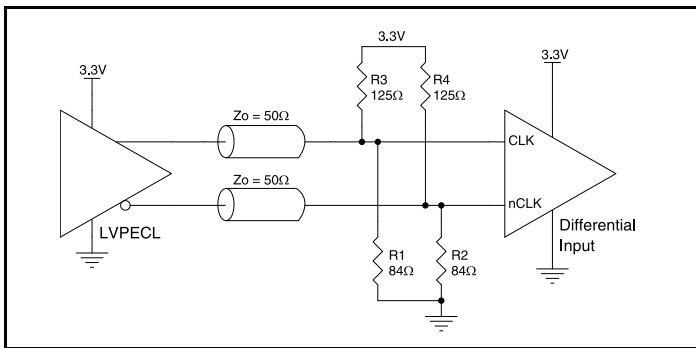 3.3V
3.3V
3.3V
R3
125Ω
R4
125Ω
Zo = 50Ω
CLK
Zo = 50Ω
nCLK
LVPECL
Differential
Input
R1
84Ω
R2
84Ω